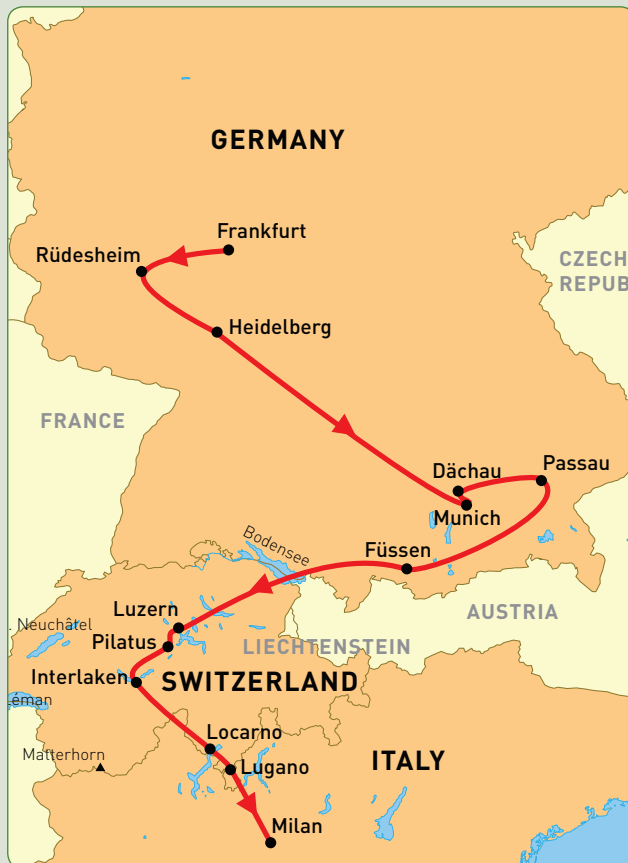 GERMANY
Frankfurt
Rüdesheim
CZECH
REPUB
Heidelberg
FRANCE
Dächau
Passau
Munich
Bodensee
Füssen
Luzern
AUSTRIA
. Neuchâtel
Pilatus
LIECHTENSTEIN
Interlaken
SWITZERLAND
Léman
Locarno
Matterhorn
ITALY
Lugano
Milan